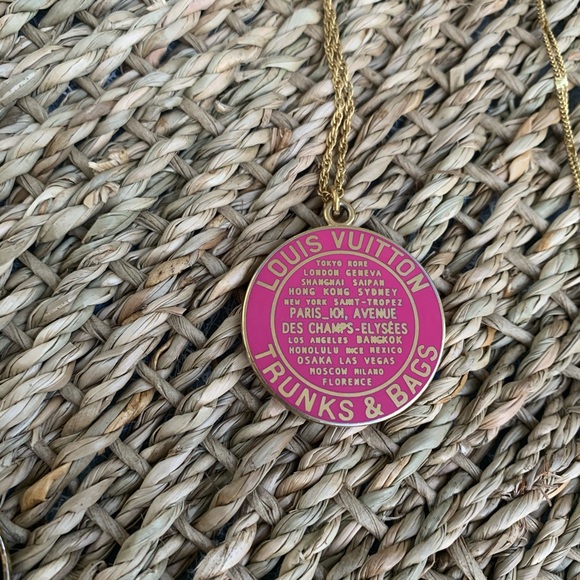 LOUIS VUITTON
TOKYO ROME
LONDON GENEVA
SHANGHAI SAIPAN
HONG KONG SYDNEY
NEW YORK SAINT-TROPEZ
PARIS_101, AVENUE
DES CHAMPS-ELYSÉES
LOS ANGELES BANGKOK
HONOLULU NICE MEXICO
OSAKA LAS VEGAS
MOSCOW MILANO
FLORENCE
TRUNKS & BAGS